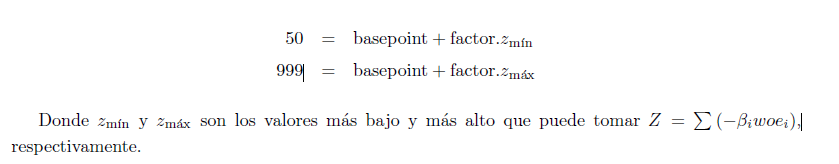 50 = basepoint + factor.z_mín
999 = basepoint + factor.z_máx
Donde z_mín y z_máx son los valores más bajo y más alto que puede tomar Z = ∑ (−β_i woe_i),
respectivamente.